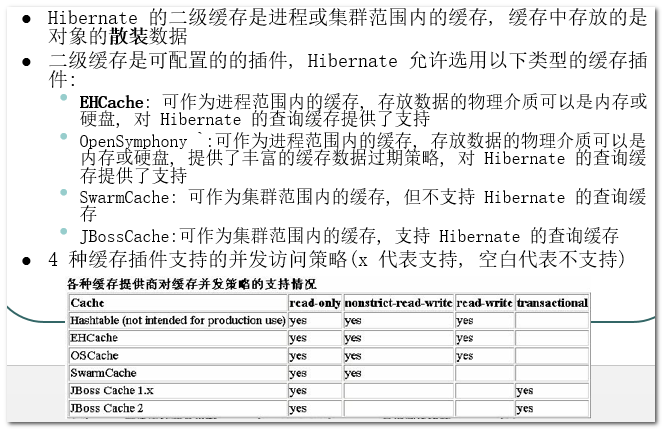 ● Hibernate 的二级缓存是进程或集群范围内的缓存, 缓存中存放的是
对象的散装数据
● 二级缓存是可配置的的插件, Hibernate 允许选用以下类型的缓存插
件:
• EHCache: 可作为进程范围内的缓存, 存放数据的物理介质可以是内存或
硬盘, 对 Hibernate 的查询缓存提供了支持
• OpenSymphony `:可作为进程范围内的缓存, 存放数据的物理介质可以是
内存或硬盘, 提供了丰富的缓存数据过期策略, 对 Hibernate 的查询缓
存提供了支持
• SwarmCache: 可作为集群范围内的缓存, 但不支持 Hibernate 的查询缓
存
• JBossCache:可作为集群范围内的缓存, 支持 Hibernate 的查询缓存
● 4 种缓存插件支持的并发访问策略(x 代表支持, 空白代表不支持)
各种缓存提供商对缓存并发策略的支持情况
Cache read-only nonstrict-read-write read-write transactional
Hashtable (not intended for production use) yes yes yes
EHCache yes yes yes
OSCache yes yes yes
SwarmCache yes yes
JBoss Cache 1.x yes yes
JBoss Cache 2 yes yes